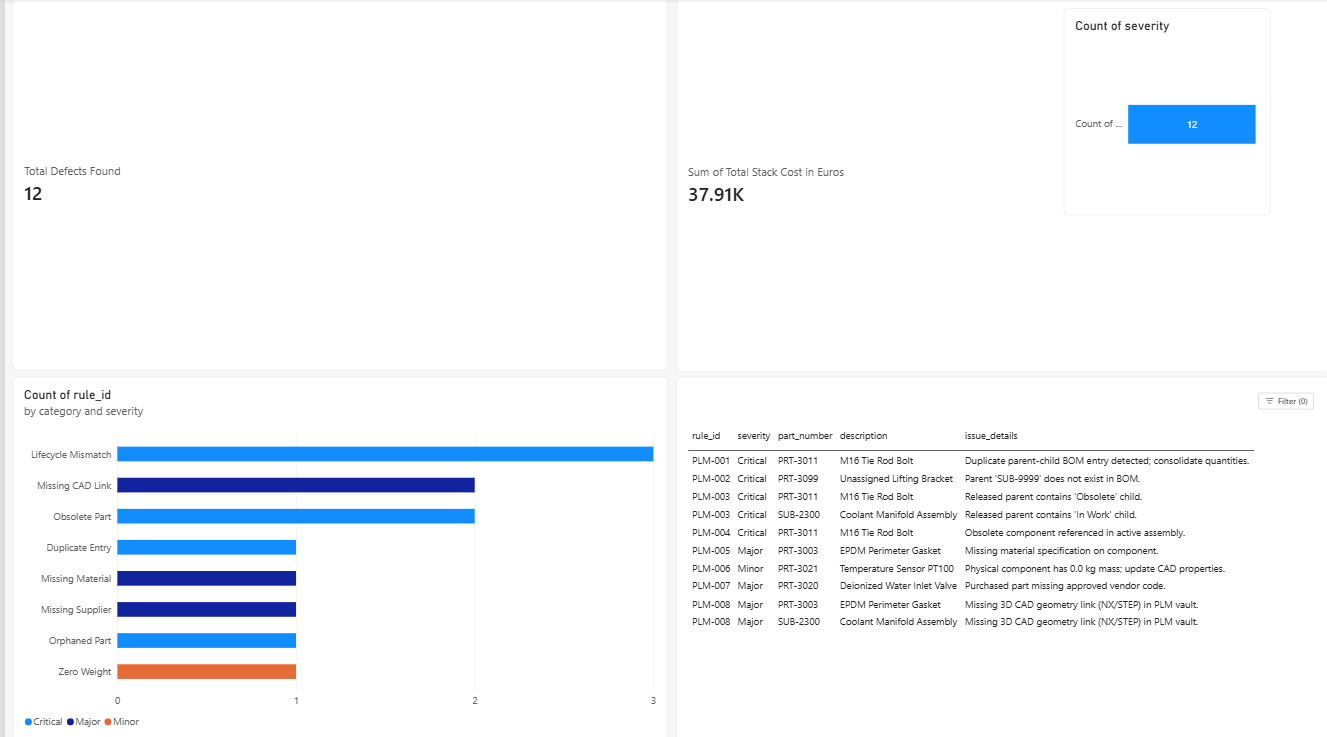 Total Defects Found
12
Sum of Total Stack Cost in Euros
37.91K
Count of severity
Count of ...
12
Count of rule_id
by category and severity
Lifecycle Mismatch
Missing CAD Link
Obsolete Part
Duplicate Entry
Missing Material
Missing Supplier
Orphaned Part
Zero Weight
0 1 2 3
Critical Major Minor
Filter (0)
rule_id severity part_number description issue_details
PLM-001 Critical PRT-3011 M16 Tie Rod Bolt Duplicate parent-child BOM entry detected; consolidate quantities.
PLM-002 Critical PRT-3099 Unassigned Lifting Bracket Parent 'SUB-9999' does not exist in BOM.
PLM-003 Critical PRT-3011 M16 Tie Rod Bolt Released parent contains 'Obsolete' child.
PLM-003 Critical SUB-2300 Coolant Manifold Assembly Released parent contains 'In Work' child.
PLM-004 Critical PRT-3011 M16 Tie Rod Bolt Obsolete component referenced in active assembly.
PLM-005 Major PRT-3003 EPDM Perimeter Gasket Missing material specification on component.
PLM-006 Minor PRT-3021 Temperature Sensor PT100 Physical component has 0.0 kg mass; update CAD properties.
PLM-007 Major PRT-3020 Deionized Water Inlet Valve Purchased part missing approved vendor code.
PLM-008 Major PRT-3003 EPDM Perimeter Gasket Missing 3D CAD geometry link (NX/STEP) in PLM vault.
PLM-008 Major SUB-2300 Coolant Manifold Assembly Missing 3D CAD geometry link (NX/STEP) in PLM vault.